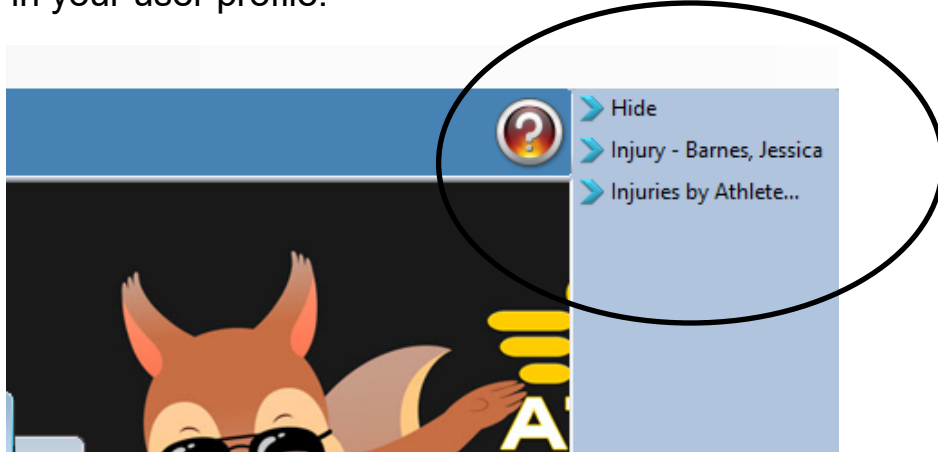 in your user profile.
?
Hide
Injury - Barnes, Jessica
Injuries by Athlete...